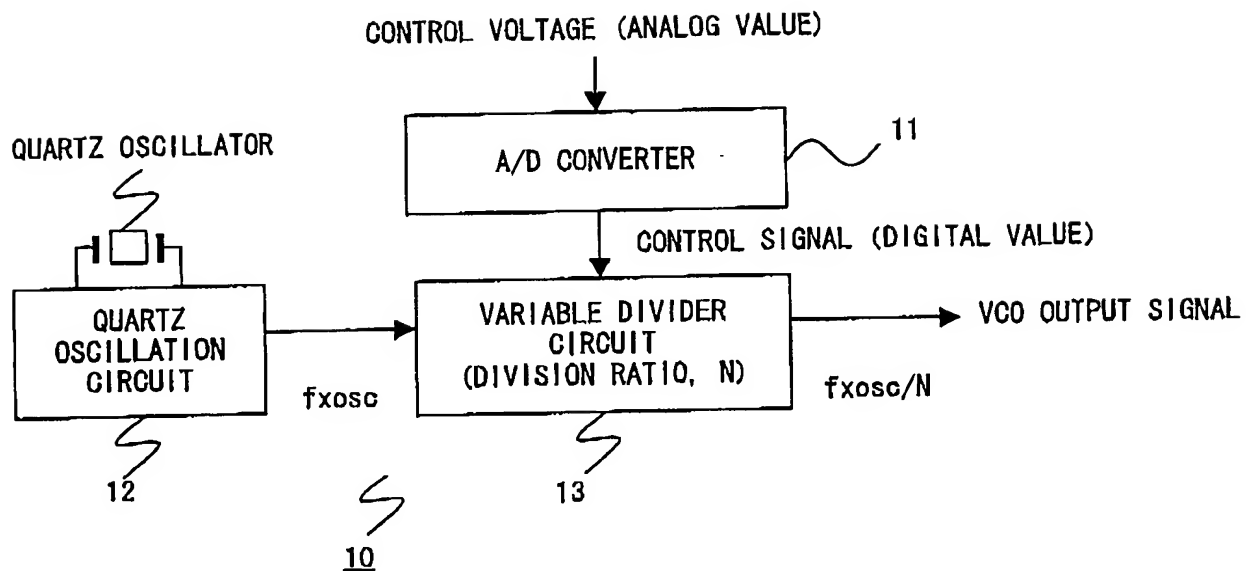 CONTROL VOLTAGE (ANALOG VALUE)
QUARTZ OSCILLATOR
A/D CONVERTER
11
CONTROL SIGNAL (DIGITAL VALUE)
QUARTZ
OSCILLATION
CIRCUIT
fxosc
VARIABLE DIVIDER
CIRCUIT
(DIVISION RATIO, N)
VCO OUTPUT SIGNAL
fxosc/N
12
13
10